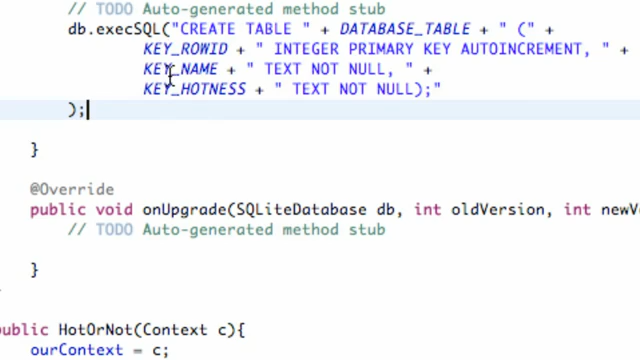 // TODO Auto-generated method stub
db.execSQL("CREATE TABLE " + DATABASE_TABLE + " (" +
KEY_ROWID + " INTEGER PRIMARY KEY AUTOINCREMENT, " +
KEY_NAME + " TEXT NOT NULL, " +
KEY_HOTNESS + " TEXT NOT NULL);"
);
}
@Override
public void onUpgrade(SQLiteDatabase db, int oldVersion, int newV
// TODO Auto-generated method stub
}
public HotOrNot(Context c){
ourContext = c;